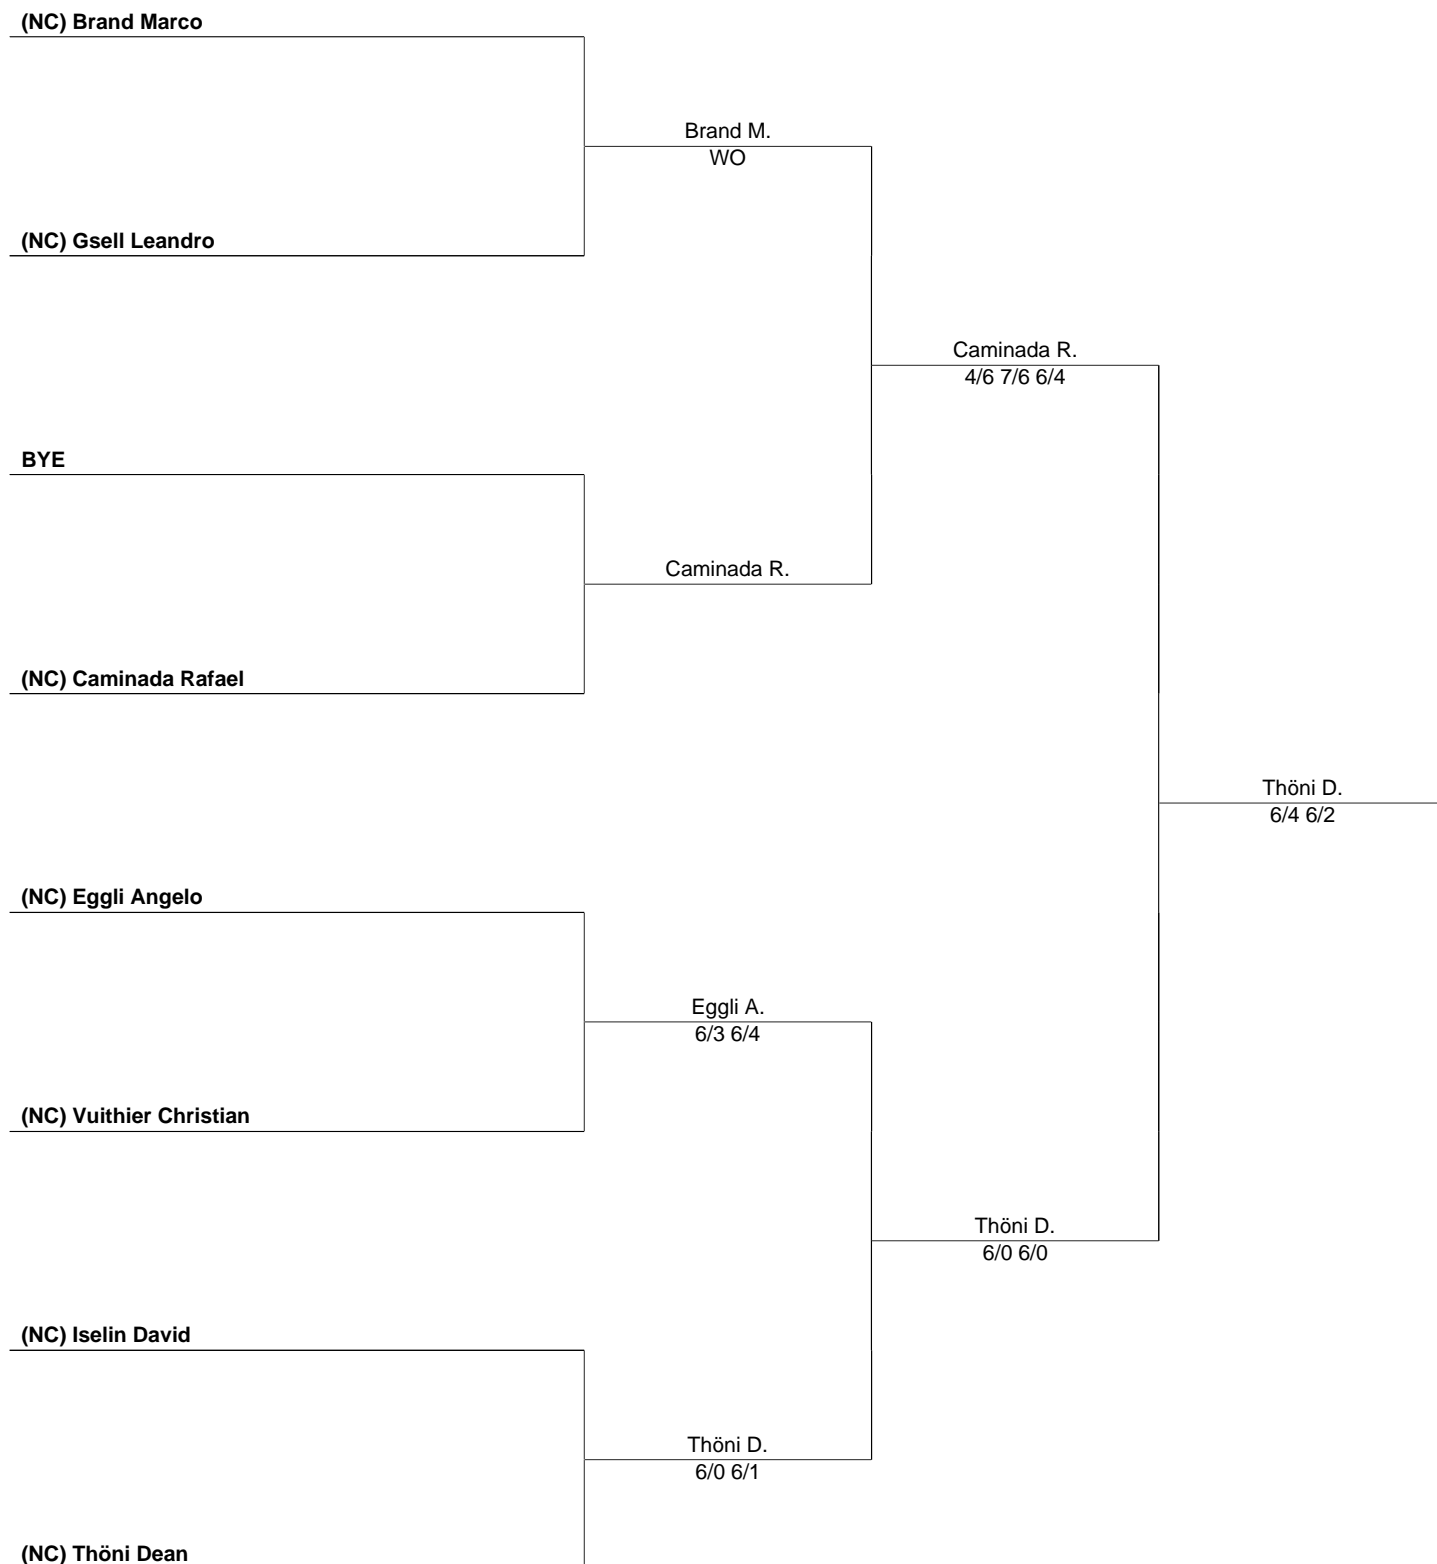 (NC) Brand Marco
Brand M.
WO
(NC) Gsell Leandro
Caminada R.
4/6 7/6 6/4
BYE
Caminada R.
(NC) Caminada Rafael
Thöni D.
6/4 6/2
(NC) Eggli Angelo
Eggli A.
6/3 6/4
(NC) Vuithier Christian
Thöni D.
6/0 6/0
(NC) Iselin David
Thöni D.
6/0 6/1
(NC) Thöni Dean